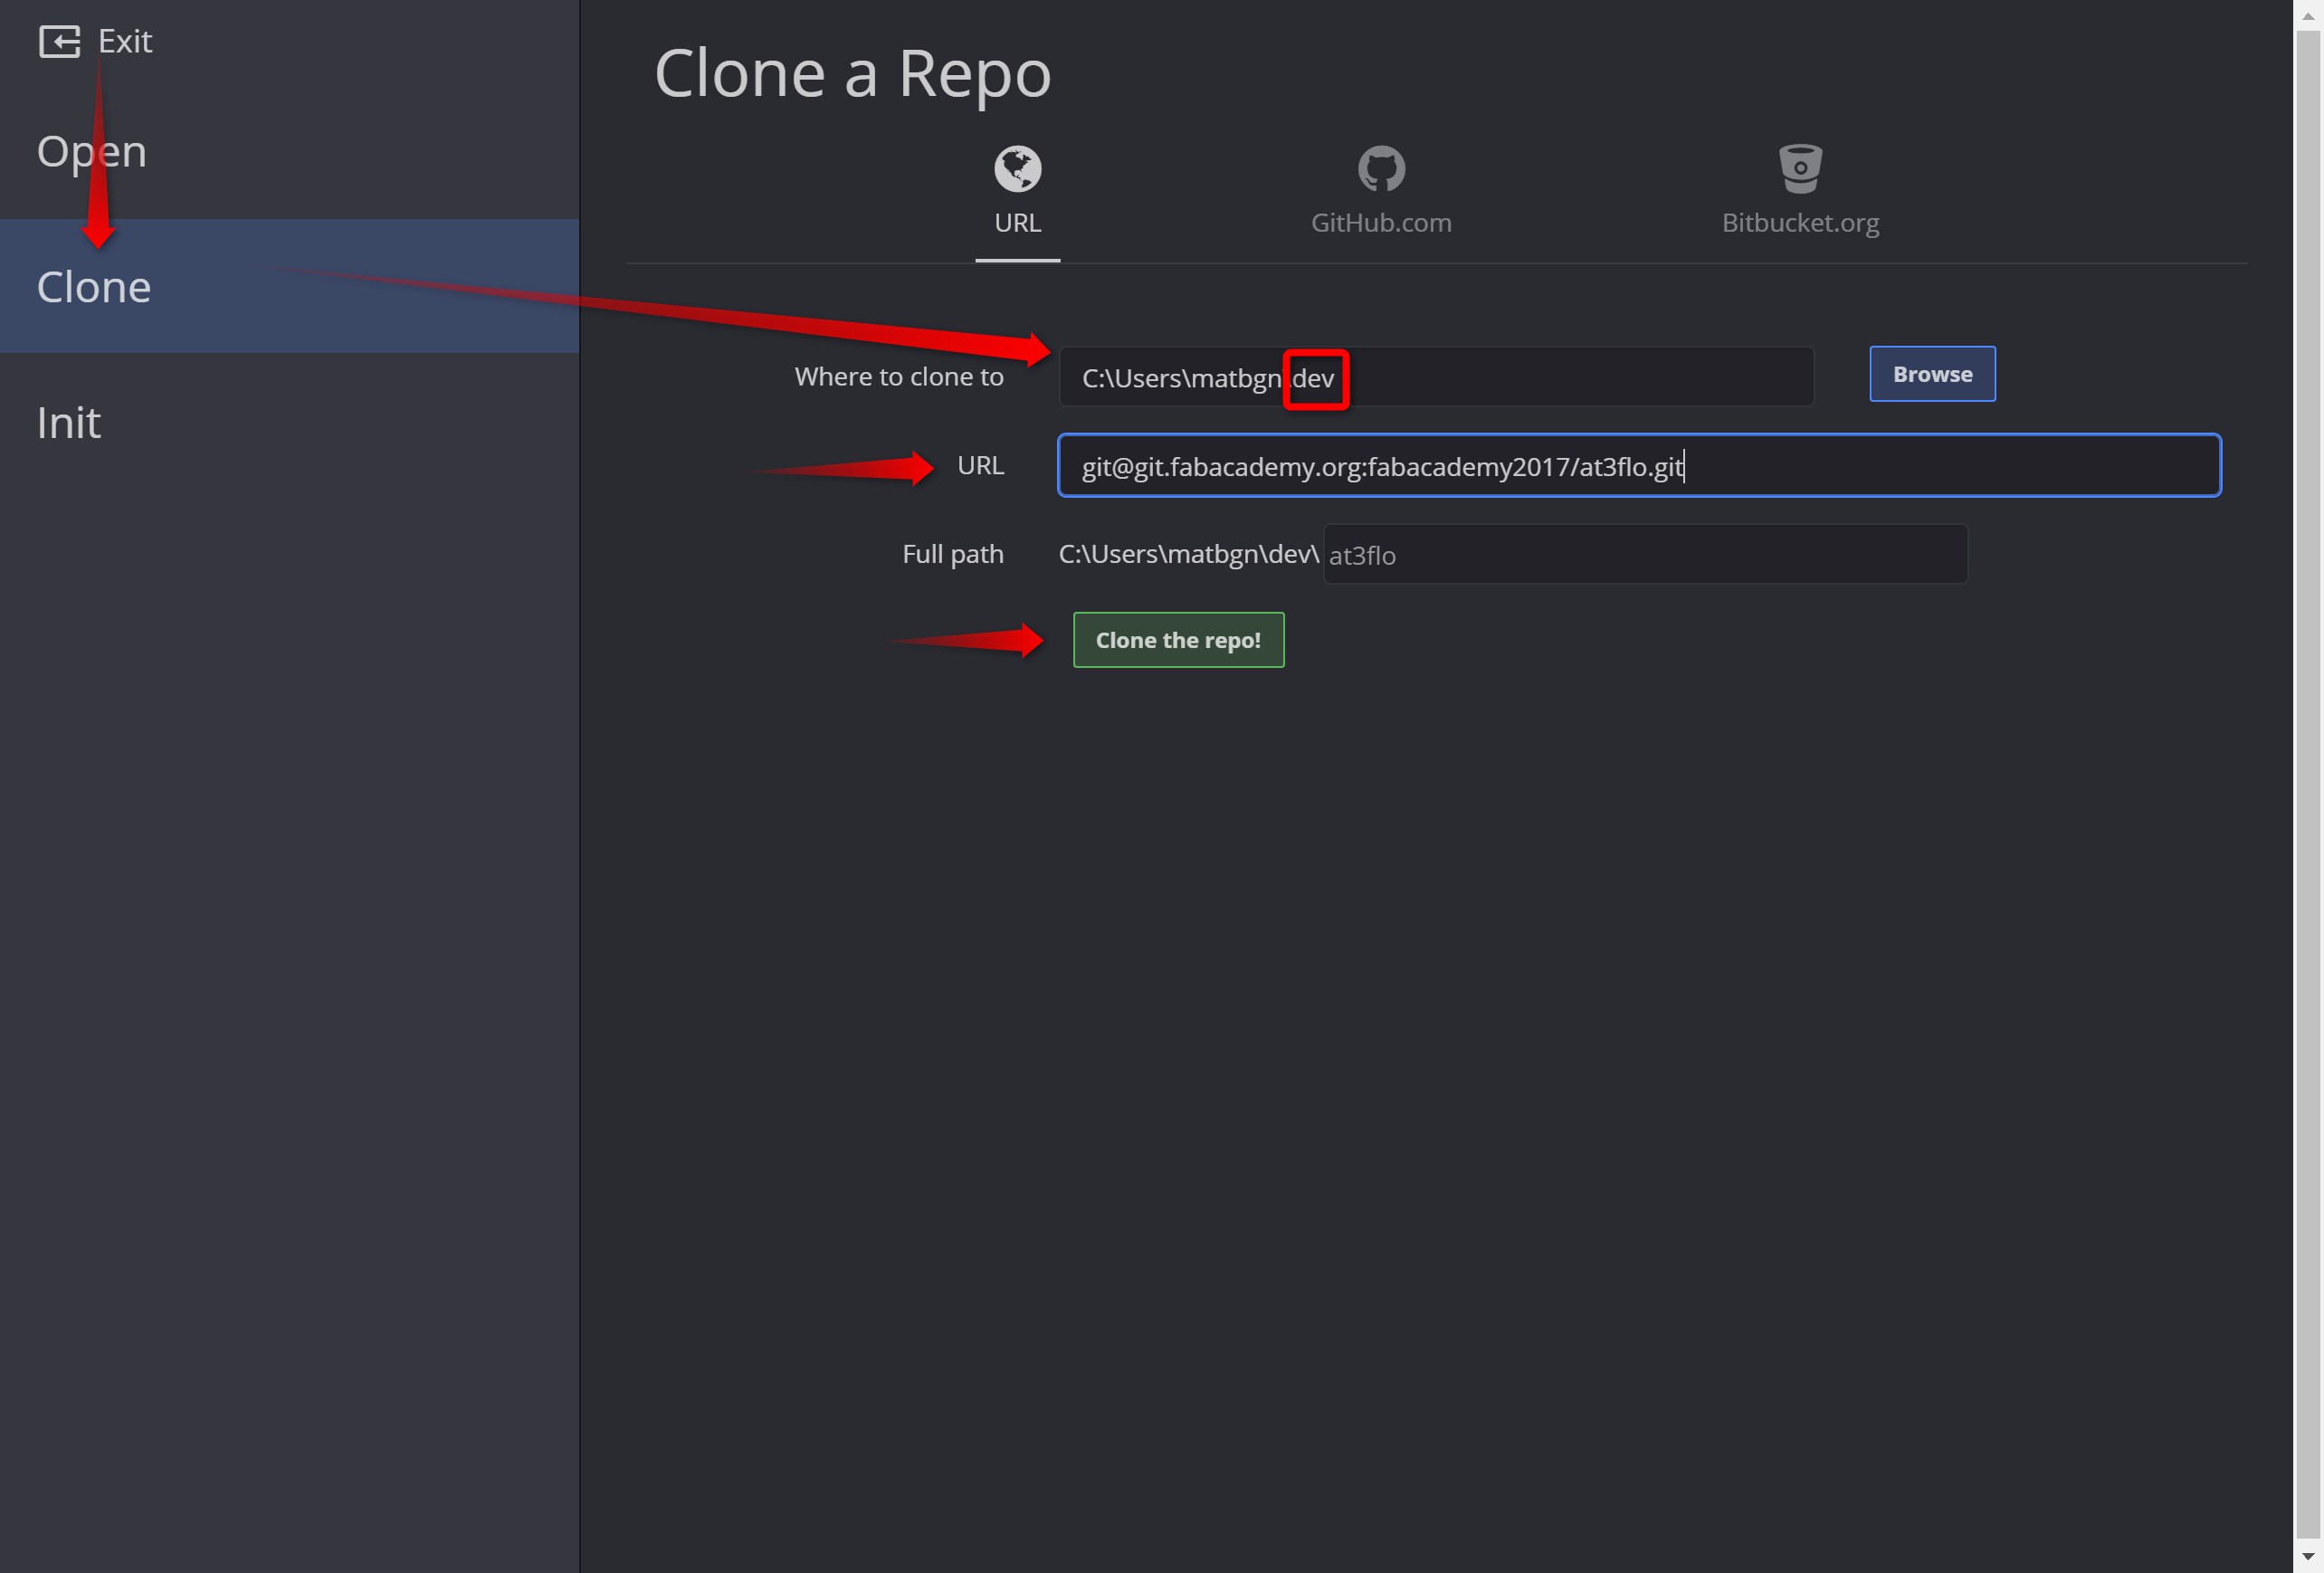 Exit
Open
Clone
Init
Clone a Repo
URL
GitHub.com
Bitbucket.org
Where to clone to
C:\Users\matbgn\dev
Browse
URL
git@git.fabacademy.org:fabacademy2017/at3flo.git
Full path
C:\Users\matbgn\dev\ at3flo
Clone the repo!